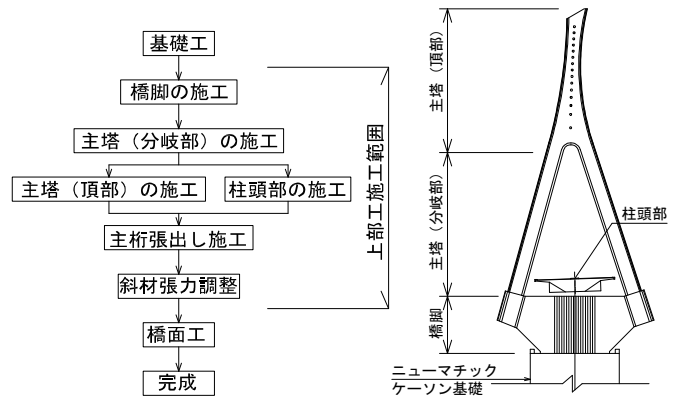 基礎工
橋脚の施工
主塔（分岐部）の施工
主塔（頂部）の施工
柱頭部の施工
主桁張出し施工
斜材張力調整
橋面工
完成
上部工施工範囲
主塔（頂部）
主塔（分岐部）
橋脚
柱頭部
ニューマチック
ケーソン基礎